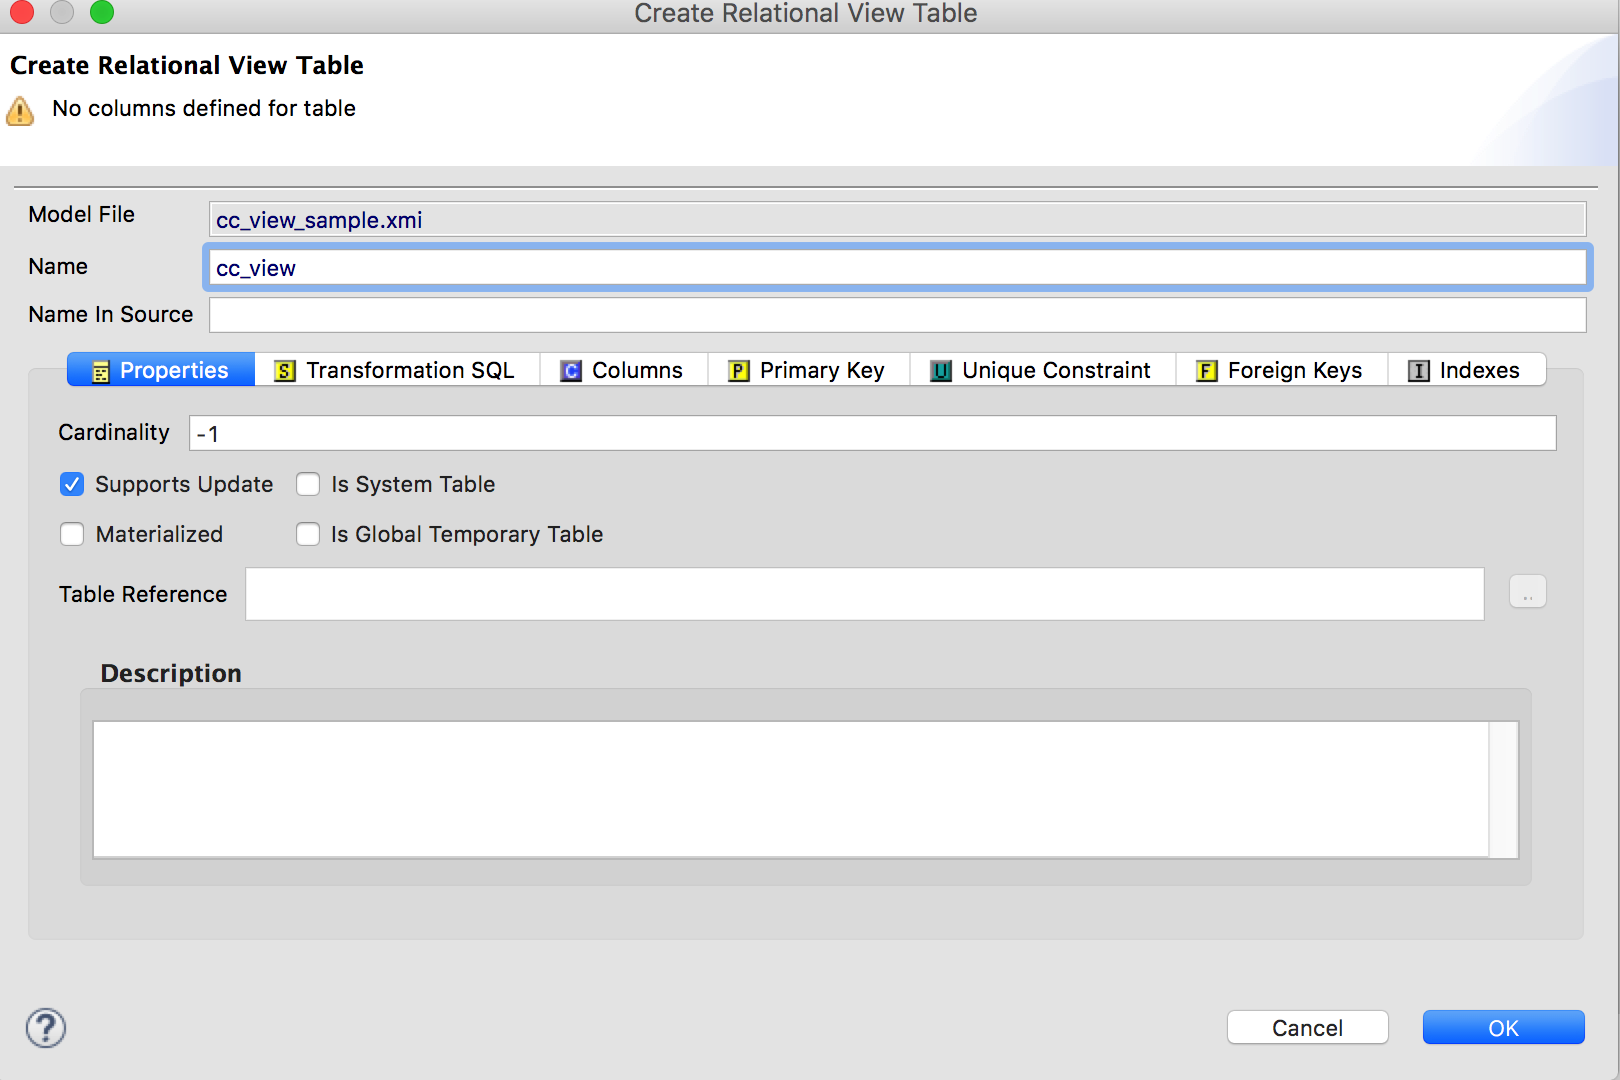 Create Relational View Table
Create Relational View Table
No columns defined for table
Model File cc_view_sample.xmi
Name cc_view
Name In Source
Properties S Transformation SQL C Columns P Primary Key U Unique Constraint F Foreign Keys I Indexes
Cardinality -1
Supports Update Is System Table
Materialized Is Global Temporary Table
Table Reference ..
Description
? Cancel OK